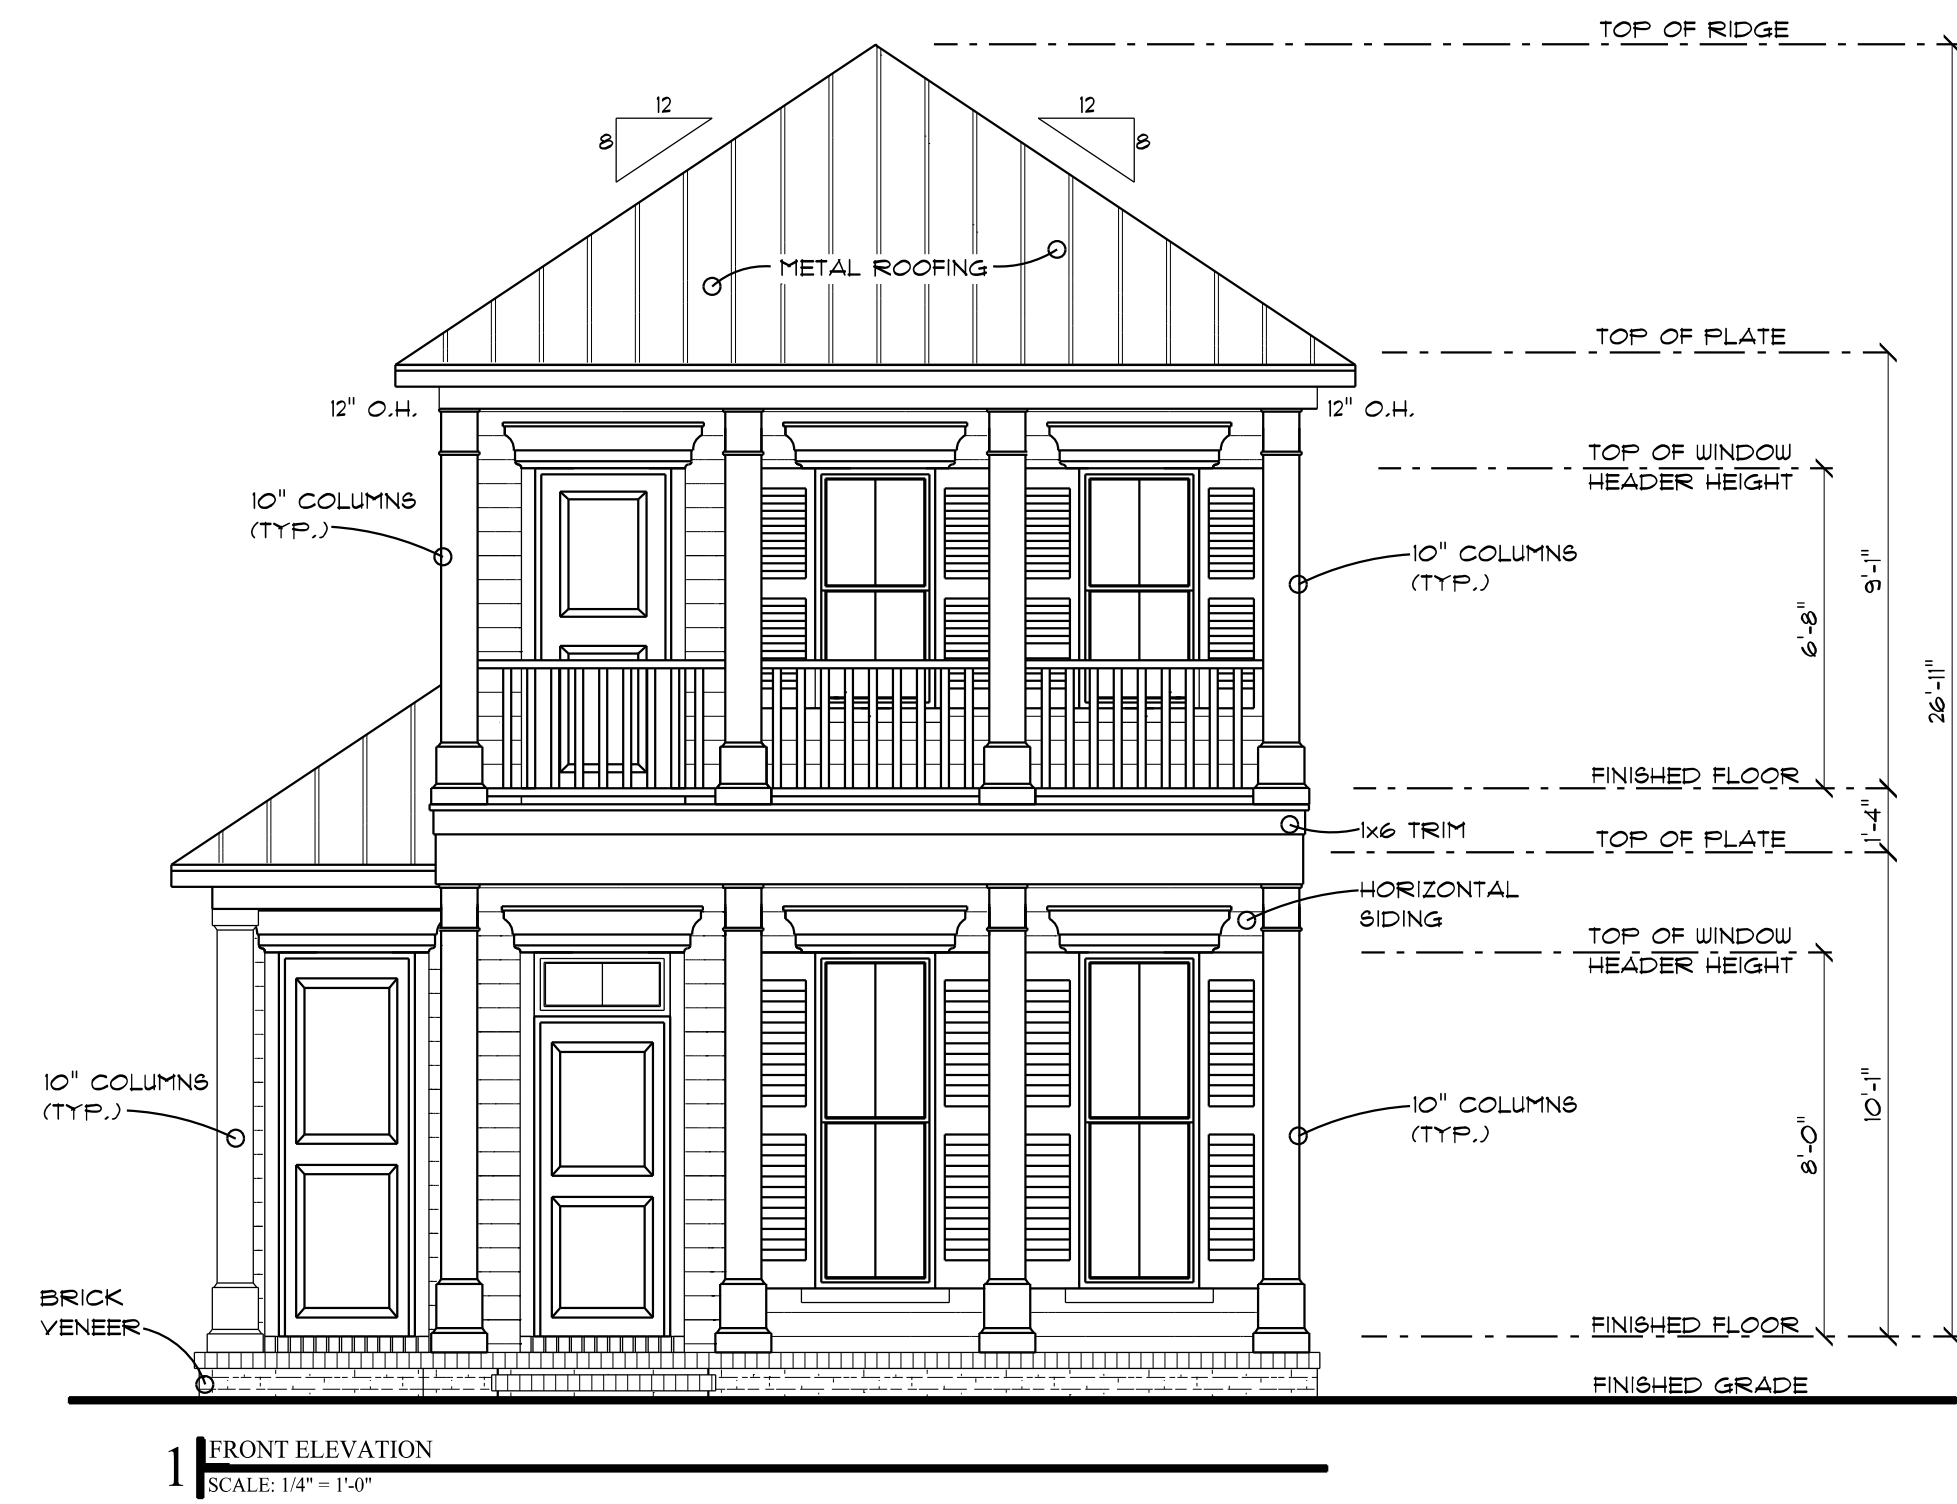 TOP OF RIDGE
12
12
8
8
METAL ROOFING
TOP OF PLATE
12" O.H.
12" O.H.
TOP OF WINDOW
HEADER HEIGHT
10" COLUMNS
(TYP.)
10" COLUMNS
(TYP.)
9'-1"
6'-8"
26'-11"
FINISHED FLOOR
1x6 TRIM
1'-4"
TOP OF PLATE
HORIZONTAL
SIDING
TOP OF WINDOW
HEADER HEIGHT
10" COLUMNS
(TYP.)
10" COLUMNS
(TYP.)
10'-1"
8'-0"
BRICK
VENEER
FINISHED FLOOR
FINISHED GRADE
1
FRONT ELEVATION
SCALE: 1/4" = 1'-0"